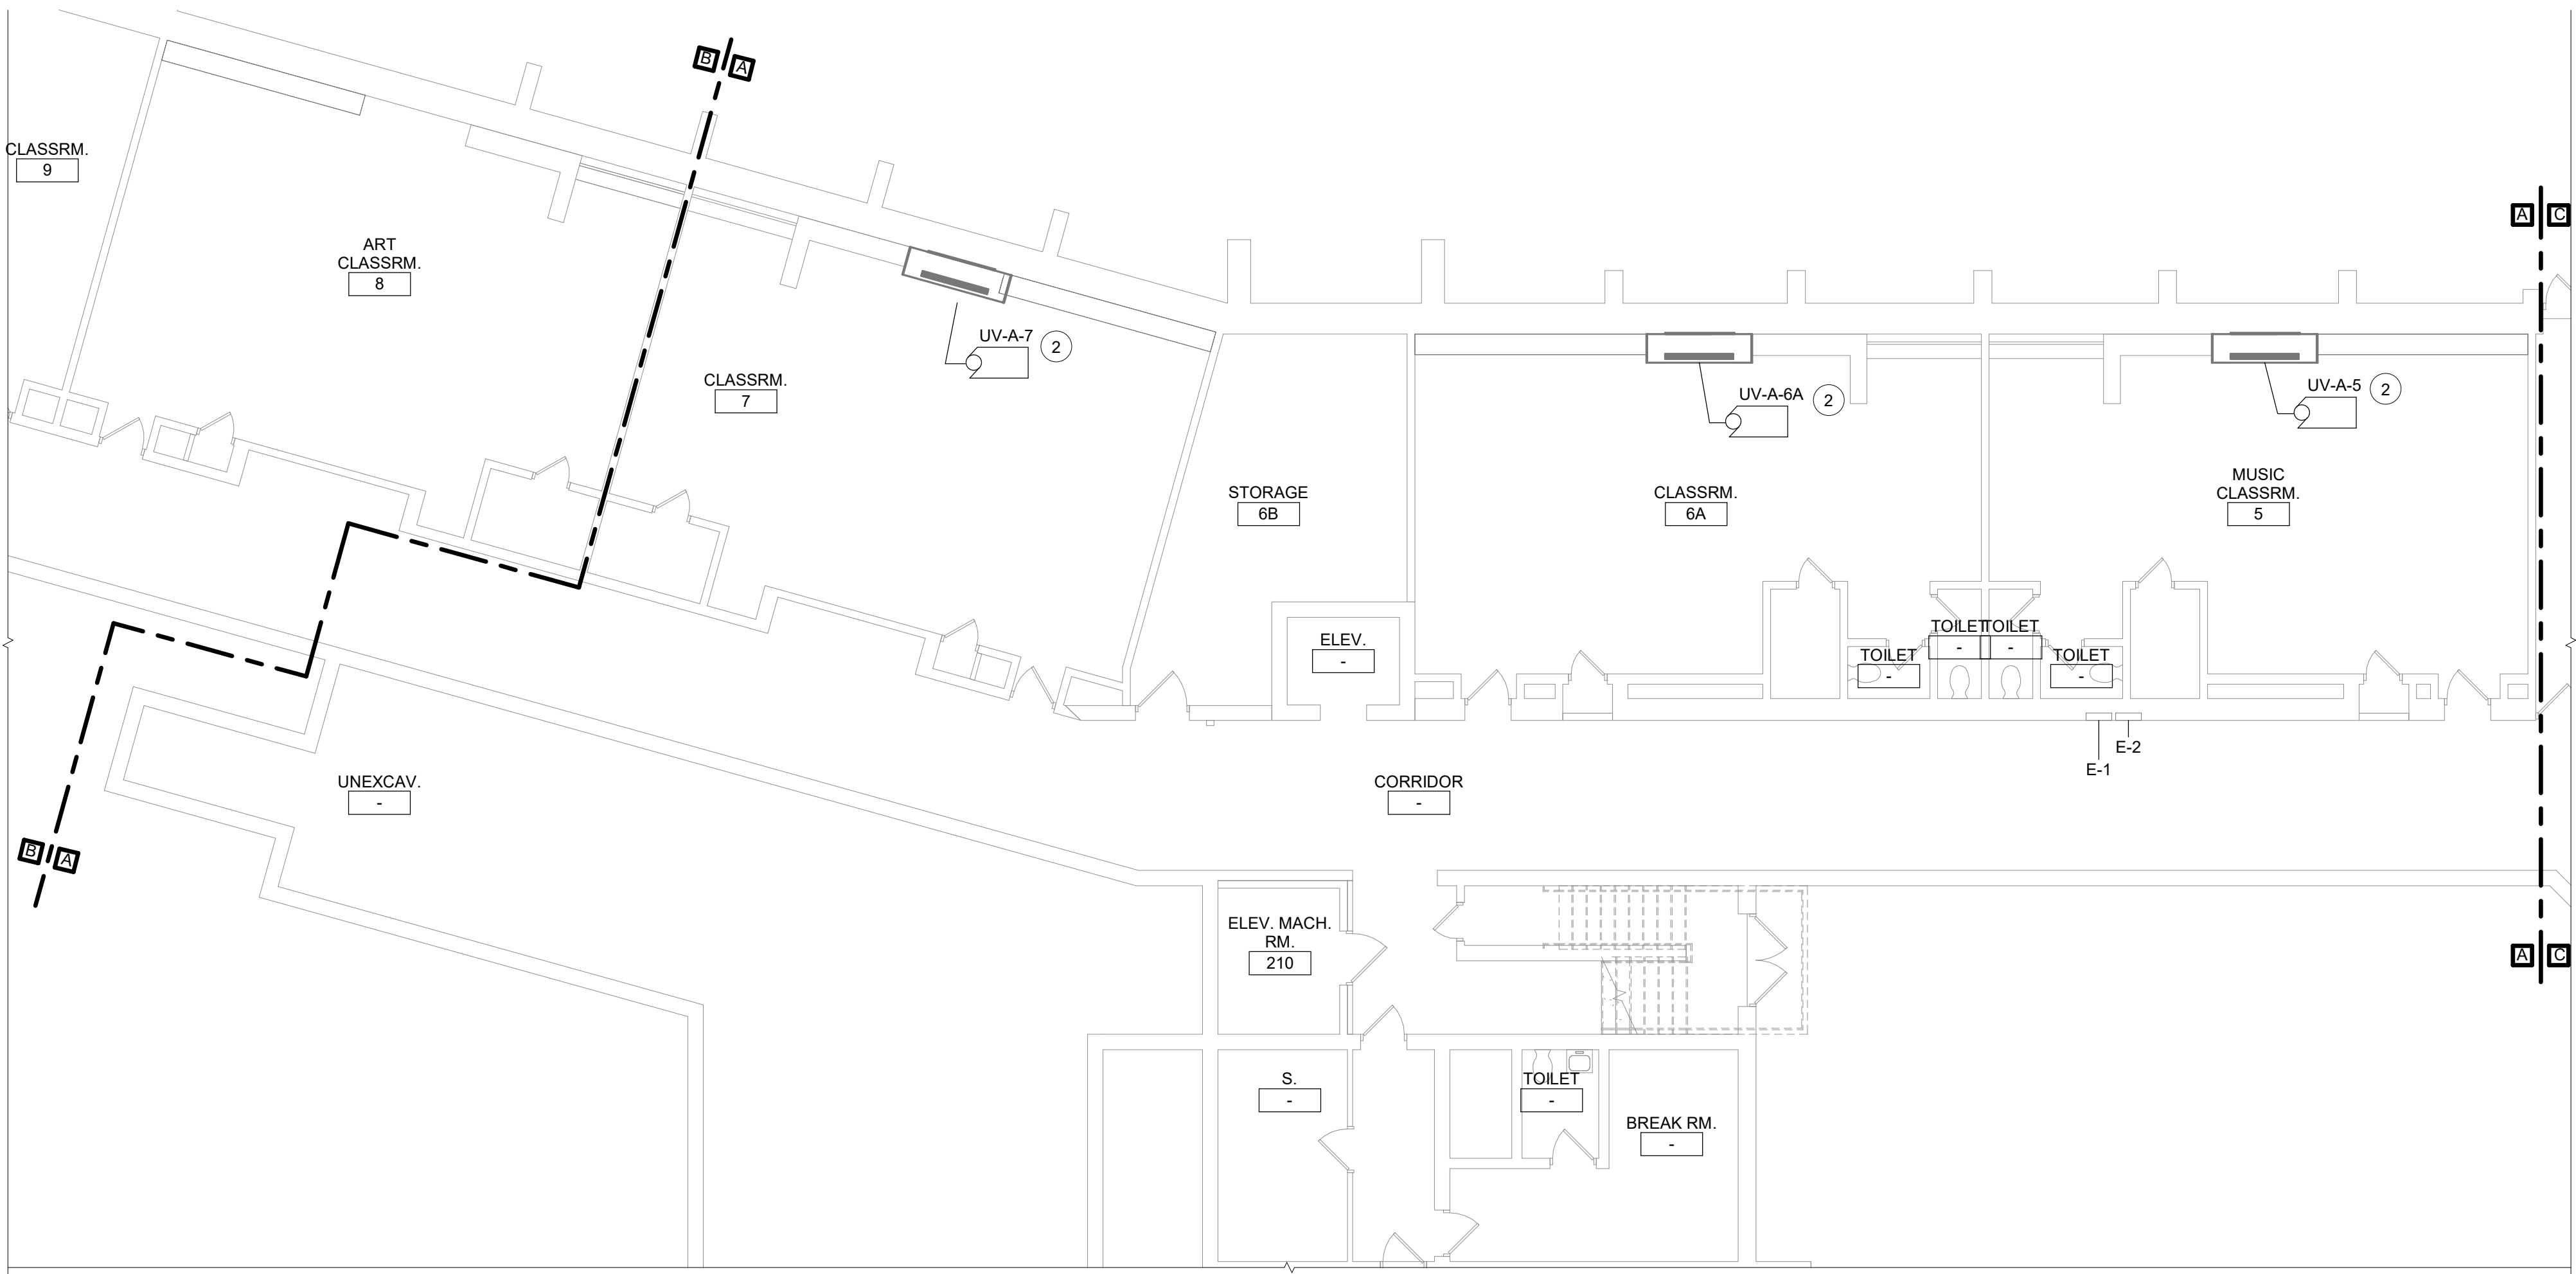 B
A
CLASSRM.
9
ART
CLASSRM.
8
UV-A-7
2
CLASSRM.
7
A
C
UV-A-6A
2
UV-A-5
2
STORAGE
6B
CLASSRM.
6A
MUSIC
CLASSRM.
5
ELEV.
-
TOILET
-
TOILET
-
TOILET
-
TOILET
-
E-2
E-1
UNEXCAV.
-
CORRIDOR
-
B
A
ELEV. MACH.
RM.
210
A
C
S.
-
TOILET
-
BREAK RM.
-